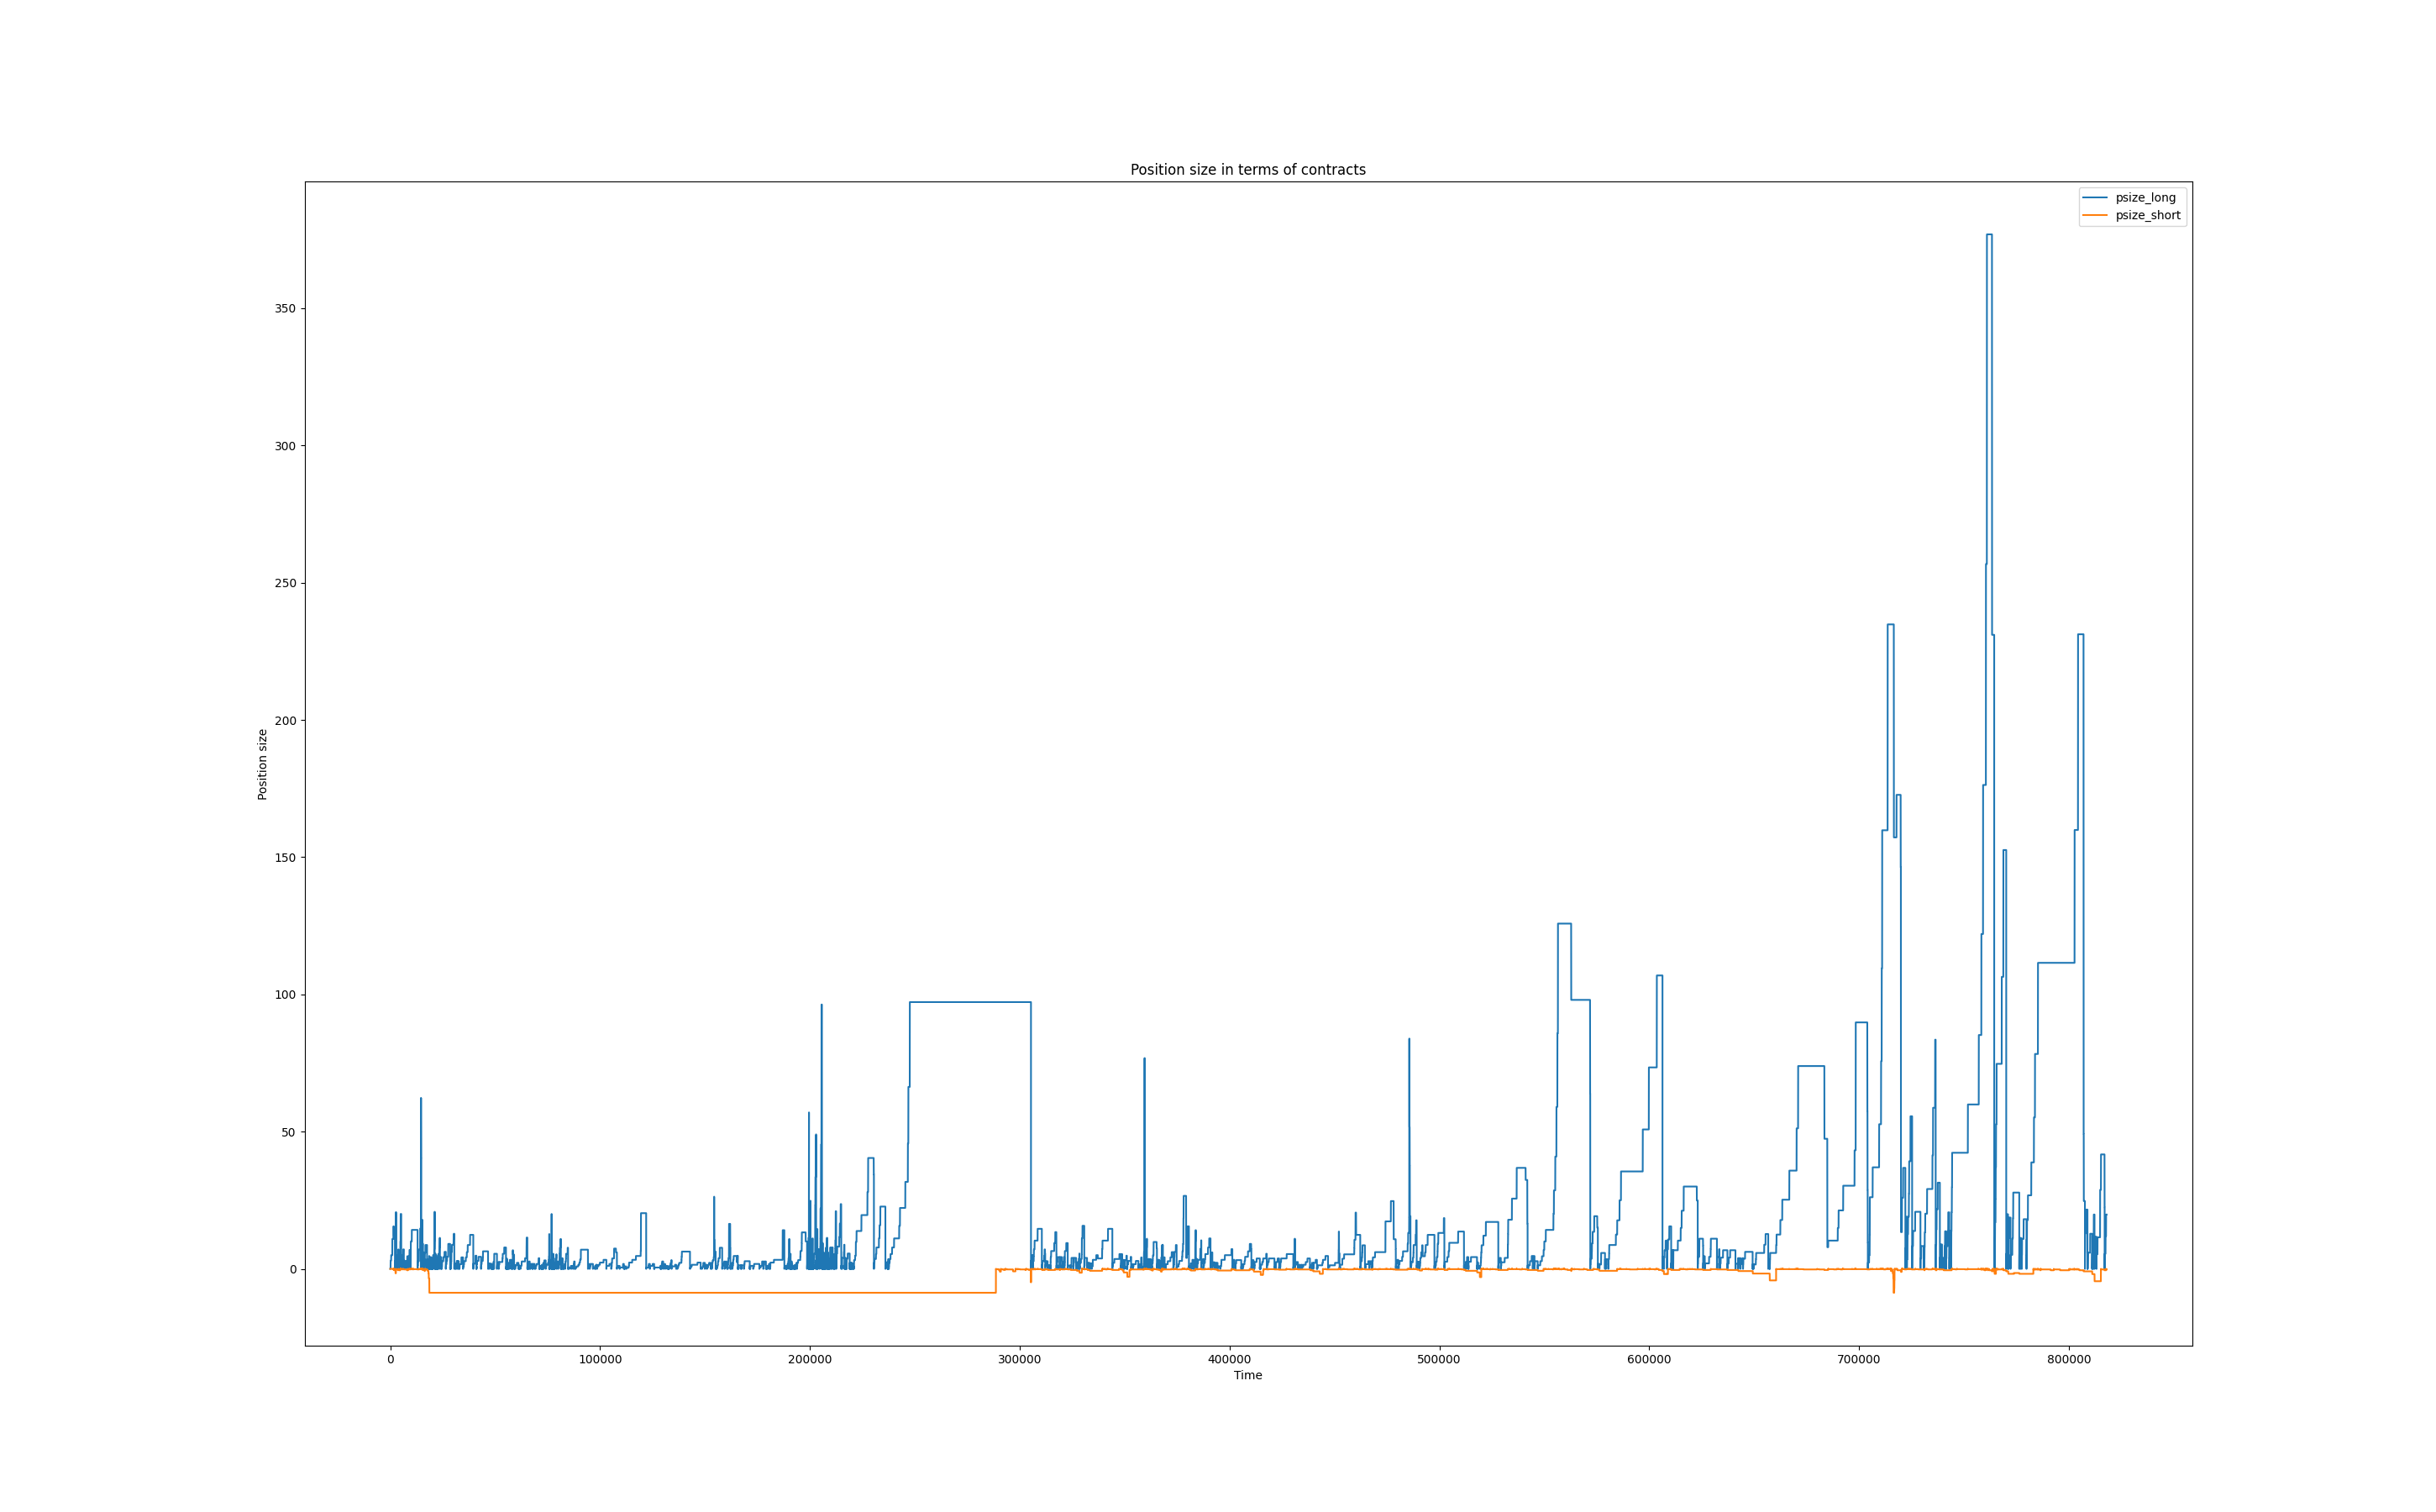 Position size in terms of contracts
psize_long
psize_short
350
300
250
200
150
100
50
0
Position size
0 100000 200000 300000 400000 500000 600000 700000 800000
Time